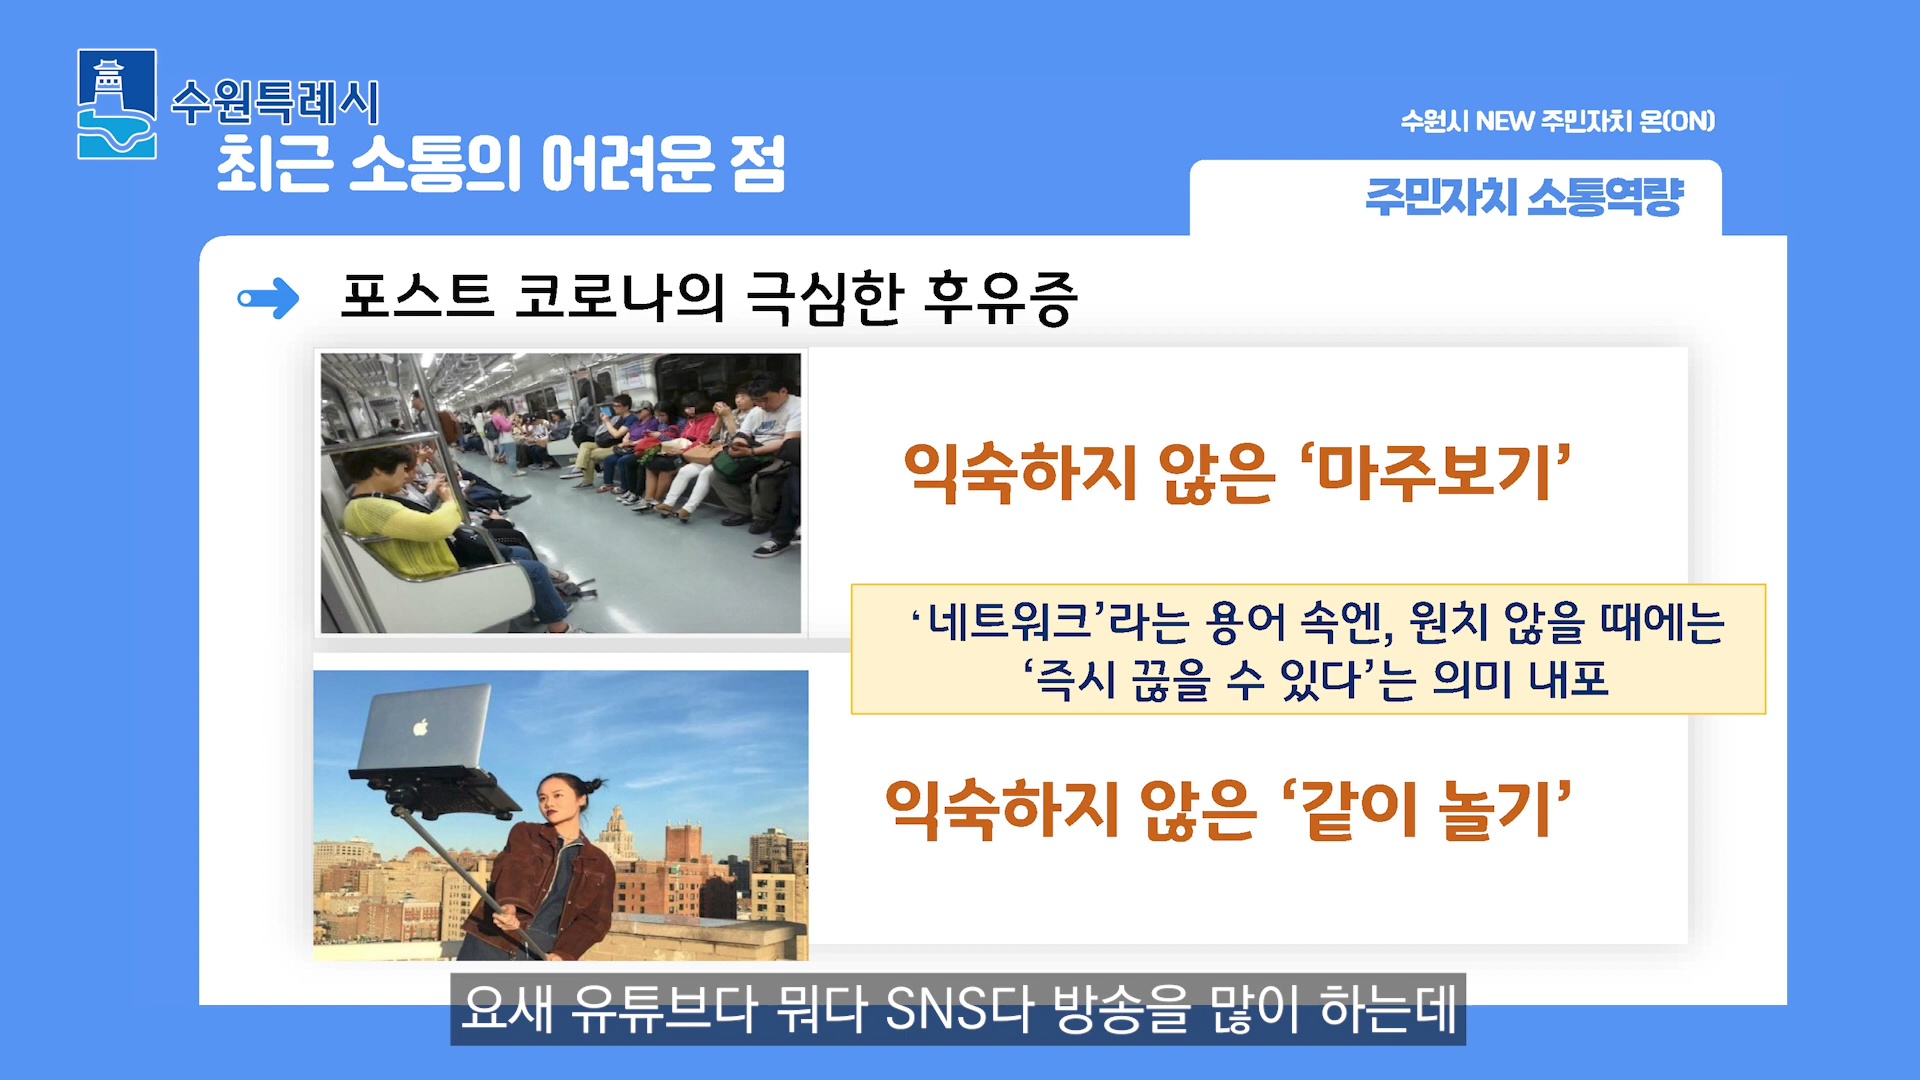 수원특례시
최근 소통의 어려운 점
수원시 NEW 주민자치 온(ON)
주민자치 소통역량
포스트 코로나의 극심한 후유증
익숙하지 않은 ‘마주보기’
‘네트워크’라는 용어 속엔, 원치 않을 때에는
‘즉시 끊을 수 있다’는 의미 내포
익숙하지 않은 ‘같이 놀기’
요새 유튜브다 뭐다 SNS다 방송을 많이 하는데